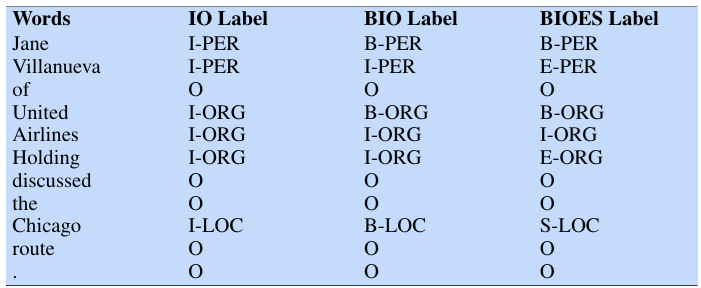 Words IO Label BIO Label BIOES Label
Jane I-PER B-PER B-PER
Villanueva I-PER I-PER E-PER
of O O O
United I-ORG B-ORG B-ORG
Airlines I-ORG I-ORG I-ORG
Holding I-ORG I-ORG E-ORG
discussed O O O
the O O O
Chicago I-LOC B-LOC S-LOC
route O O O
. O O O